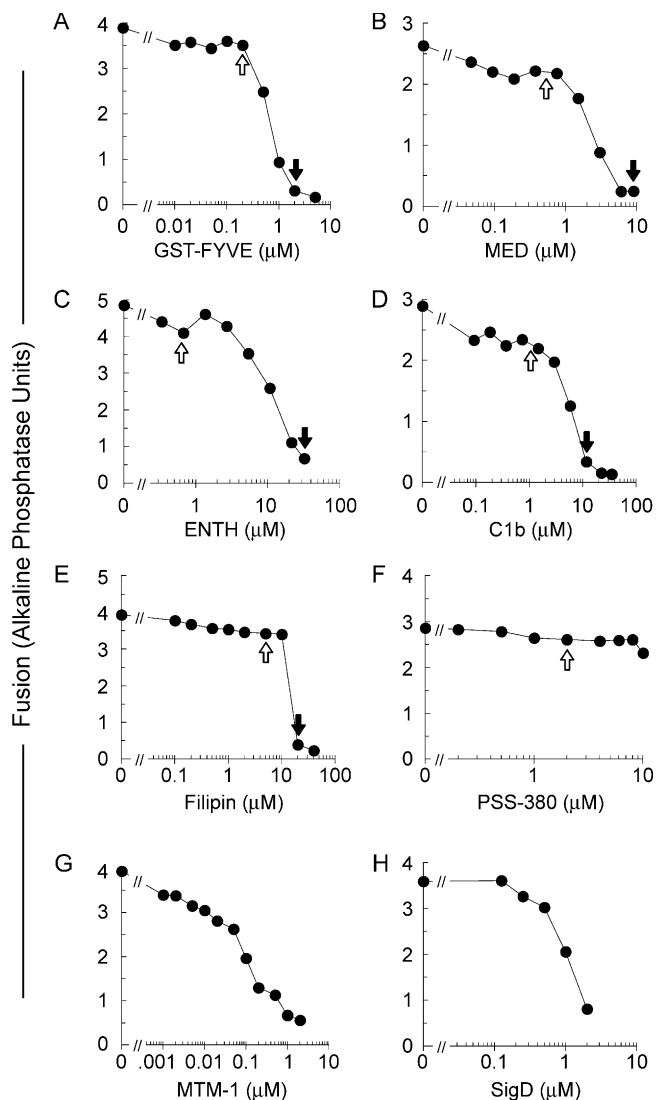 Fusion (Alkaline Phosphatase Units)
A
4
3
2
1
0
0 // 0.01 0.1 1 10
GST-FYVE (μM)
B
3
2
1
0
0 // 0.1 1 10
MED (μM)
C
5
4
3
2
1
0
0 // 1 10 100
ENTH (μM)
D
3
2
1
0
0 // 0.1 1 10 100
C1b (μM)
E
5
4
3
2
1
0
0 // 0.1 1 10 100
Filipin (μM)
F
4
3
2
1
0
0 // 1 10
PSS-380 (μM)
G
4
3
2
1
0
0 // .001 0.01 0.1 1 10
MTM-1 (μM)
H
4
3
2
1
0
0 // 0.1 1 10
SigD (μM)